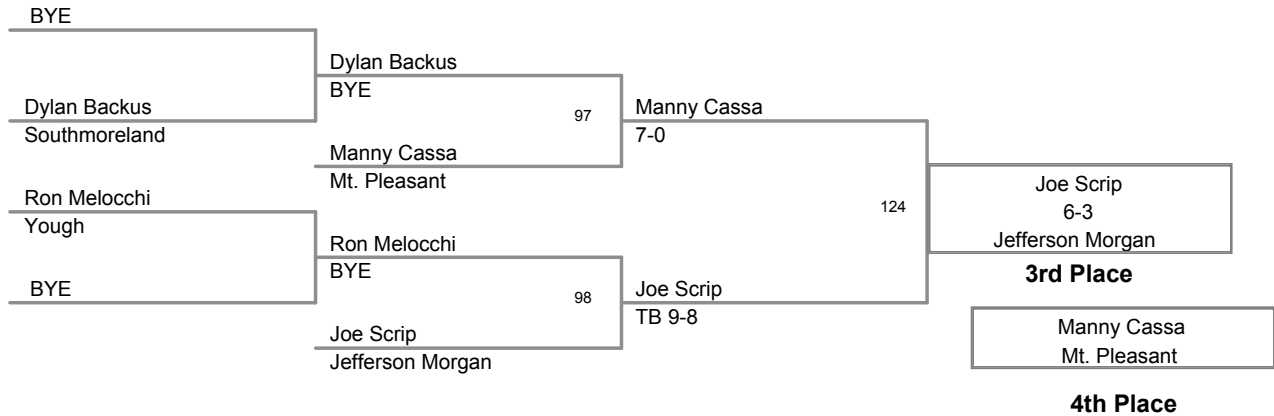 BYE
Dylan Backus
Southmoreland
Ron Melocchi
Yough
BYE
Dylan Backus
BYE
97
Manny Cassa
Mt. Pleasant
Ron Melocchi
BYE
98
Joe Scrip
Jefferson Morgan
Manny Cassa
7-0
124
Joe Scrip
TB 9-8
Joe Scrip
6-3
Jefferson Morgan
3rd Place
Manny Cassa
Mt. Pleasant
4th Place